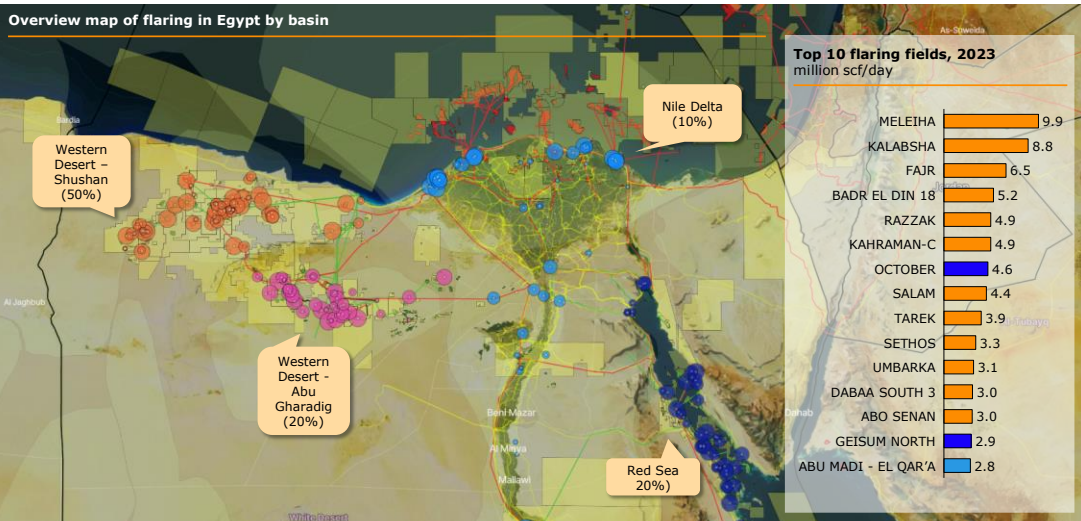 Overview map of flaring in Egypt by basin
As-Suweida
Top 10 flaring fields, 2023
million scf/day
Nile Delta
(10%)
Bardia
Western
Desert –
Shushan
(50%)
MELEIHA 9.9
KALABSHA 8.8
FAJR 6.5
BADR EL DIN 18 5.2
RAZZAK 4.9
KAHRAMAN-C 4.9
OCTOBER 4.6
SALAM 4.4
TAREK 3.9
SETHOS 3.3
UMBARKA 3.1
DABAA SOUTH 3 3.0
ABO SENAN 3.0
GEISUM NORTH 2.9
ABU MADI - EL QAR'A 2.8
Al Jaghbub
Western
Desert -
Abu
Gharadig
(20%)
Beni Mazar
Dahab
Al Minya
Mallawi
Red Sea
20%)
White Desert